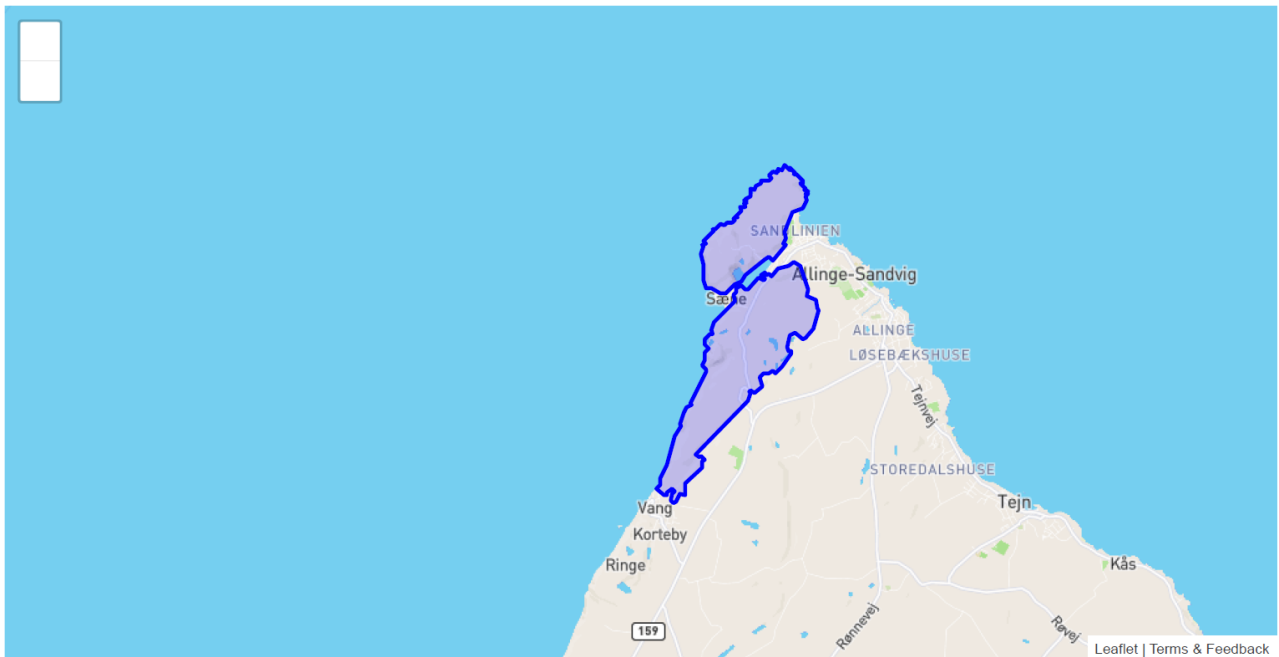 SANDLINIEN
Allinge-Sandvig
Sæne
ALLINGE
LØSEBÆKSHUSE
Tejnvej
STOREDALSHUSE
Tejn
Vang
Korteby
Ringe
Kås
159
Rønnevej
Røvej
Leaflet | Terms & Feedback